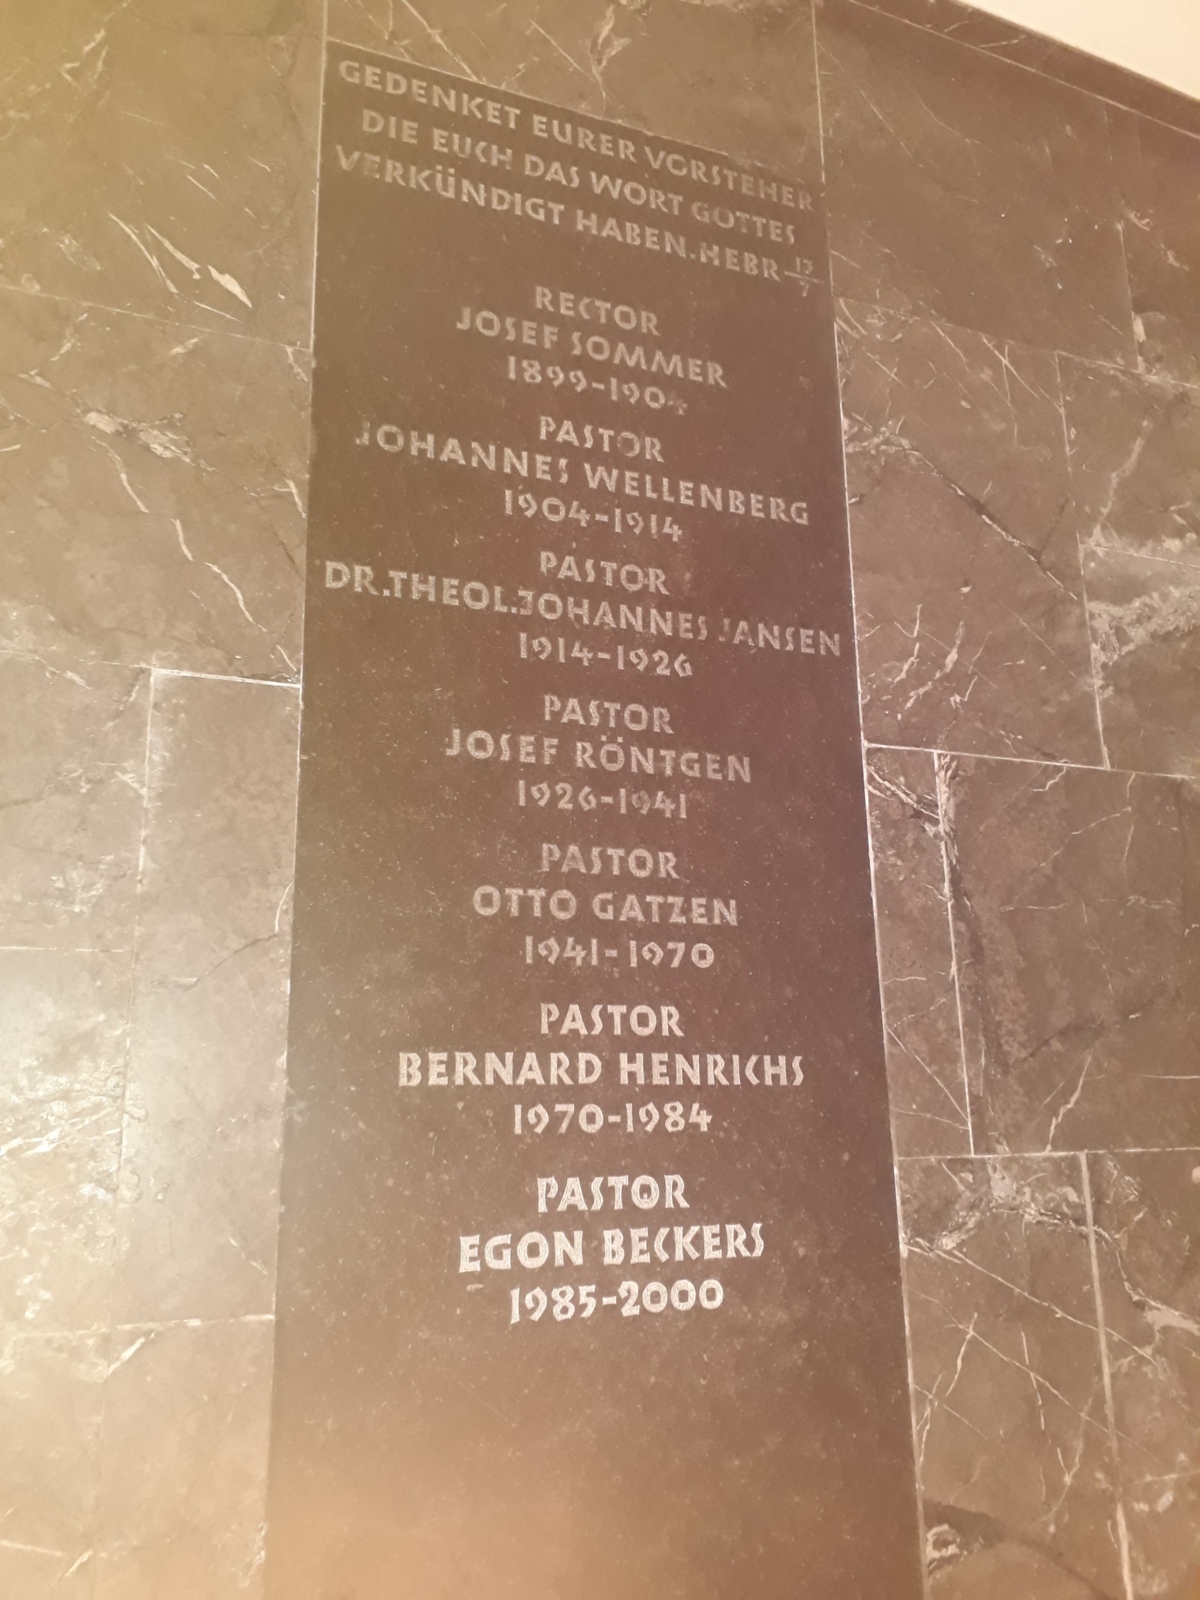 GEDENKET EURER VORSTEHER
DIE EUCH DAS WORT GOTTES
VERKÜNDIGT HABEN. HEBR 13/7
RECTOR
JOSEF SOMMER
1899-1904
PASTOR
JOHANNES WELLENBERG
1904-1914
PASTOR
DR. THEOL. JOHANNES JANSEN
1914-1926
PASTOR
JOSEF RÖNTGEN
1926-1941
PASTOR
OTTO GATZEN
1941-1970
PASTOR
BERNARD HENRICHS
1970-1984
PASTOR
EGON BECKERS
1985-2000